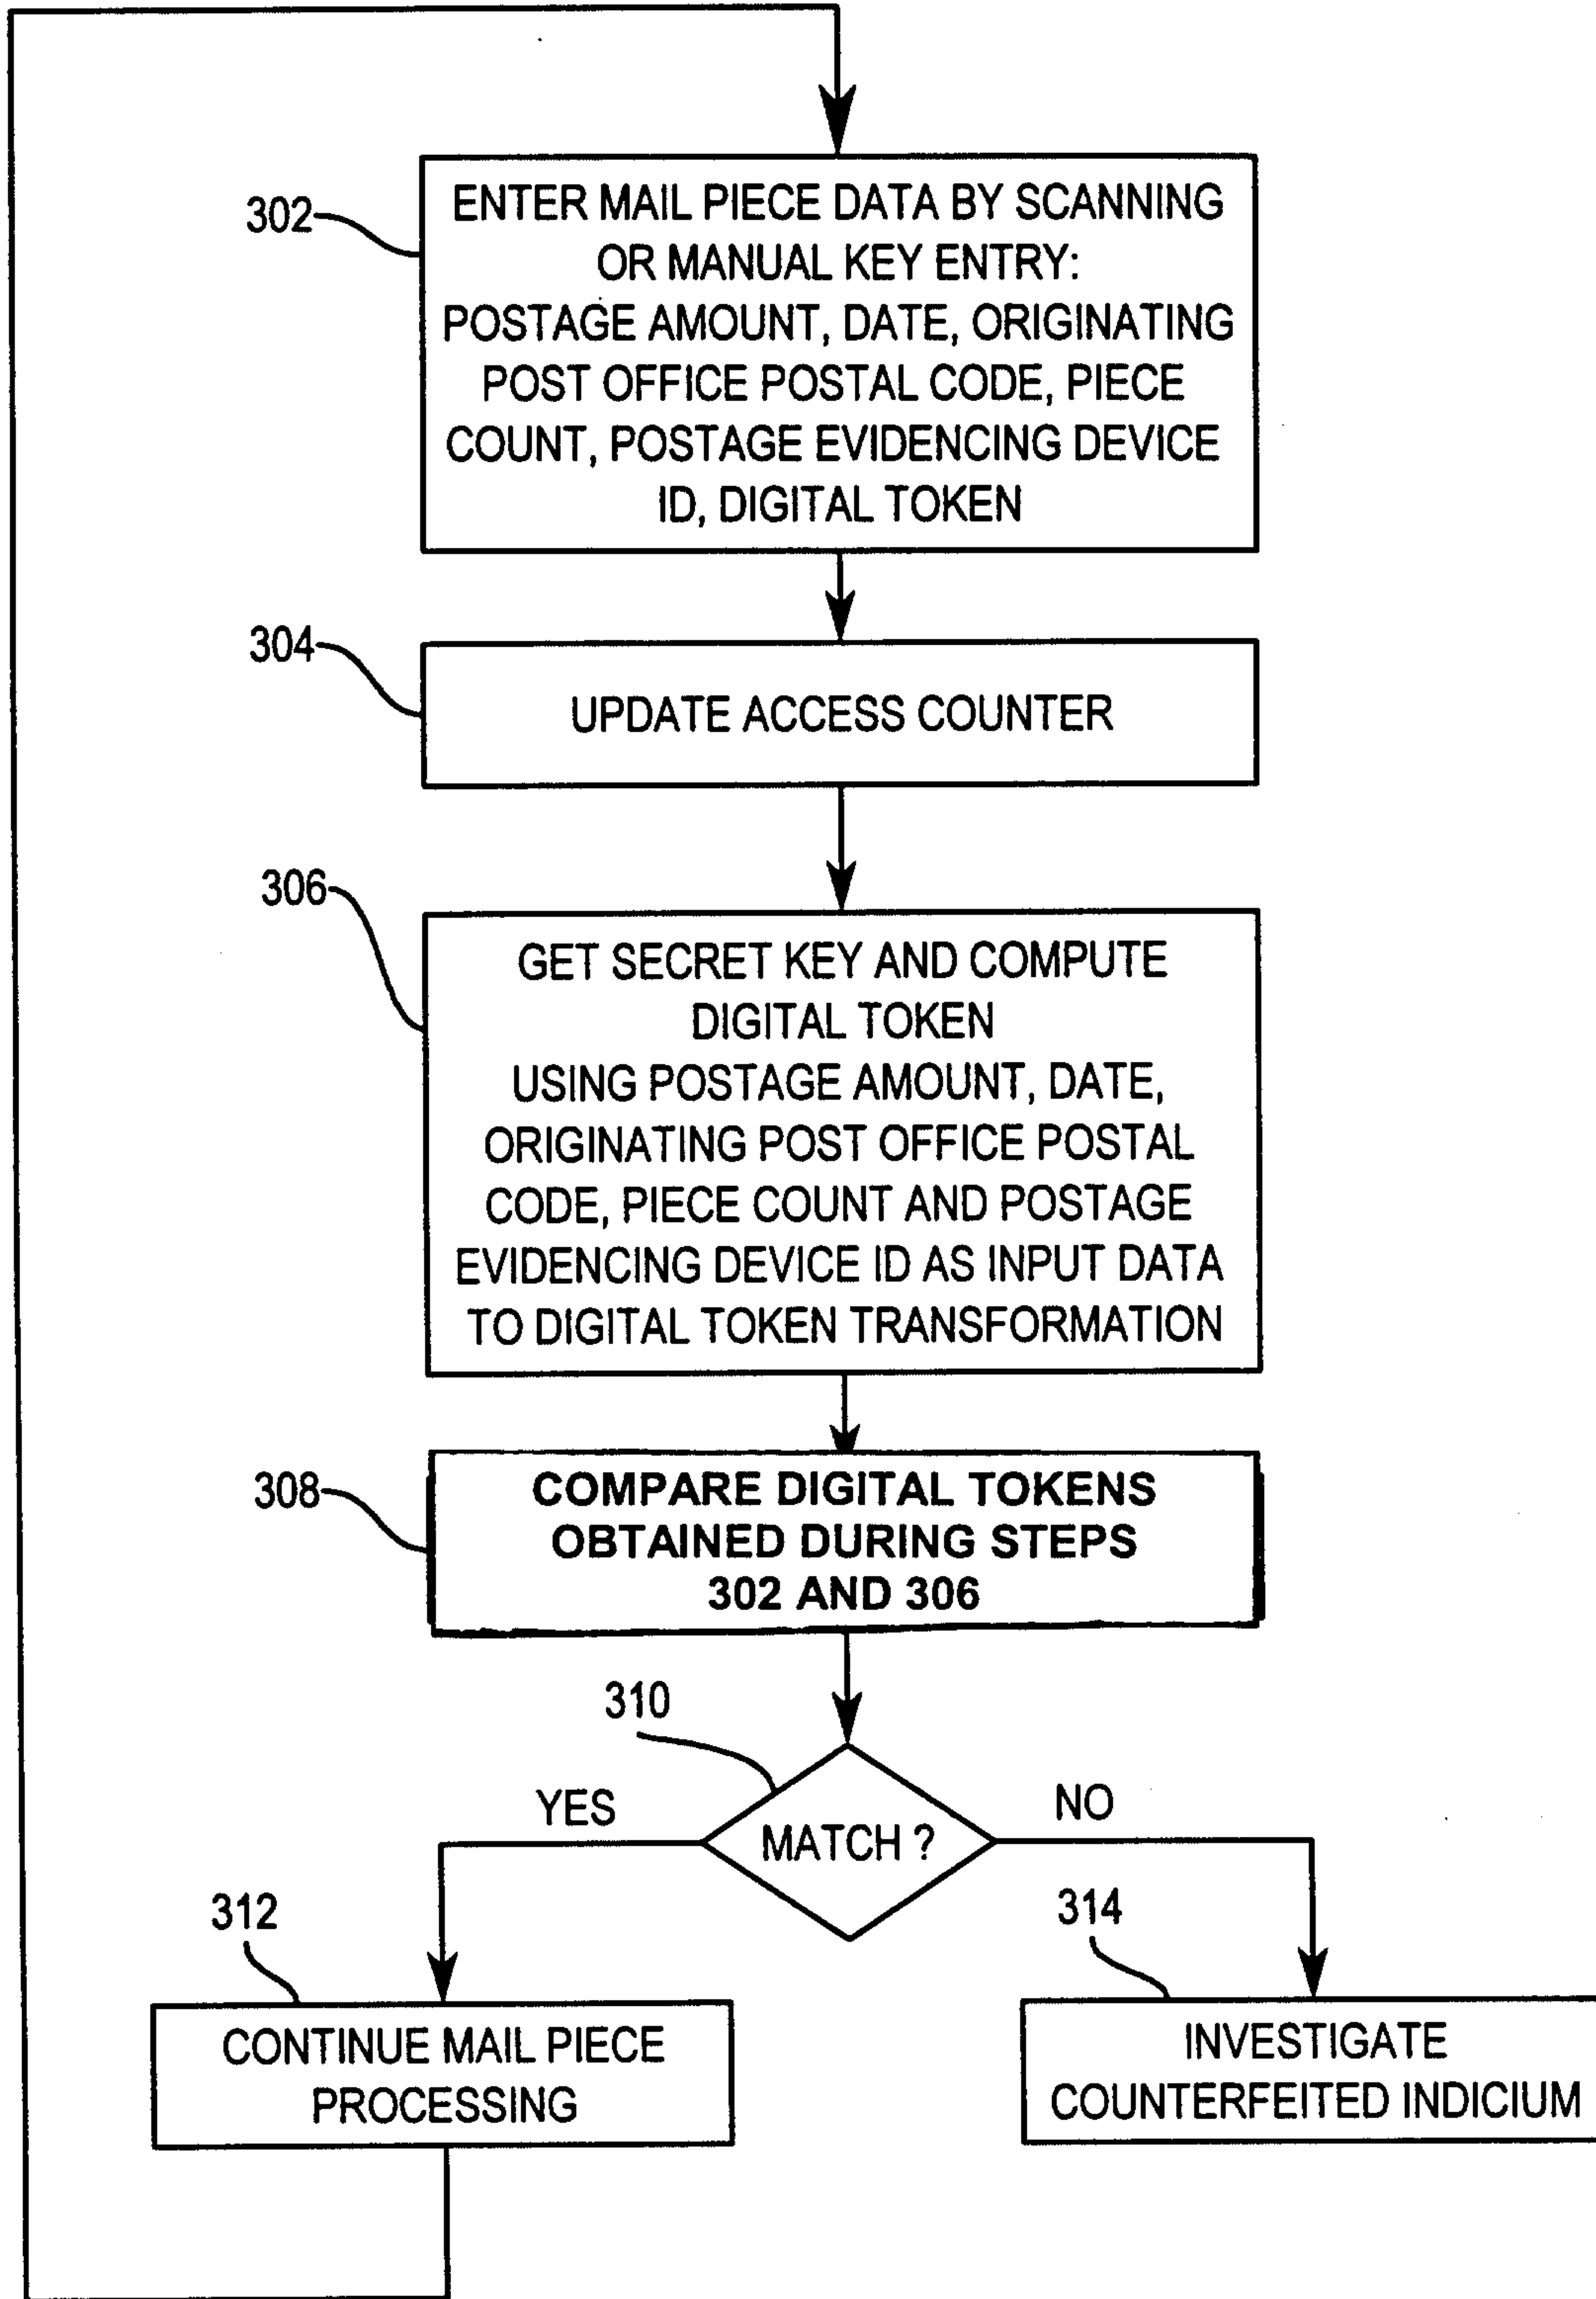 302
ENTER MAIL PIECE DATA BY SCANNING
OR MANUAL KEY ENTRY:
POSTAGE AMOUNT, DATE, ORIGINATING
POST OFFICE POSTAL CODE, PIECE
COUNT, POSTAGE EVIDENCING DEVICE
ID, DIGITAL TOKEN
304
UPDATE ACCESS COUNTER
306
GET SECRET KEY AND COMPUTE
DIGITAL TOKEN
USING POSTAGE AMOUNT, DATE,
ORIGINATING POST OFFICE POSTAL
CODE, PIECE COUNT AND POSTAGE
EVIDENCING DEVICE ID AS INPUT DATA
TO DIGITAL TOKEN TRANSFORMATION
308
COMPARE DIGITAL TOKENS
OBTAINED DURING STEPS
302 AND 306
310
YES
NO
MATCH ?
312
314
CONTINUE MAIL PIECE
PROCESSING
INVESTIGATE
COUNTERFEITED INDICIUM